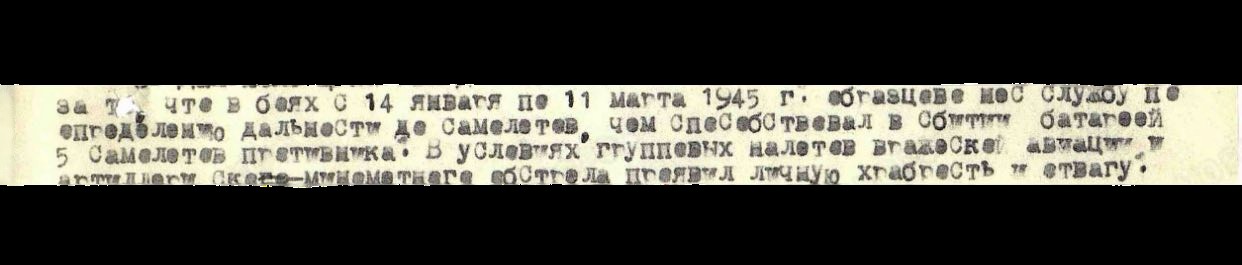 за то, что в боях с 14 января по 11 марта 1945 г. образцово нес службу по
определению дальности до самолетов, чем способствовал в сбитии батареей
5 самолетов противника. В условиях групповых налетов вражеской авиации и
артиллерийского-минометного обстрела проявил личную храбрость и отвагу.